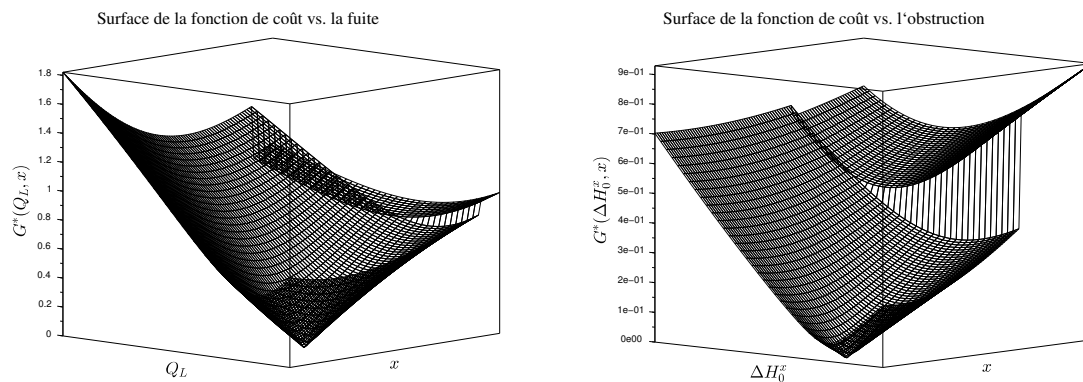 Surface de la fonction de coût vs. la fuite
1.8
1.6
1.4
1.2
1
0.8
0.6
0.4
0.2
0
G*(Q_L, x)
Q_L
x
Surface de la fonction de coût vs. l‘obstruction
9e−01
8e−01
7e−01
6e−01
5e−01
4e−01
3e−01
2e−01
1e−01
0e00
G*(ΔH_0^x, x)
ΔH_0^x
x